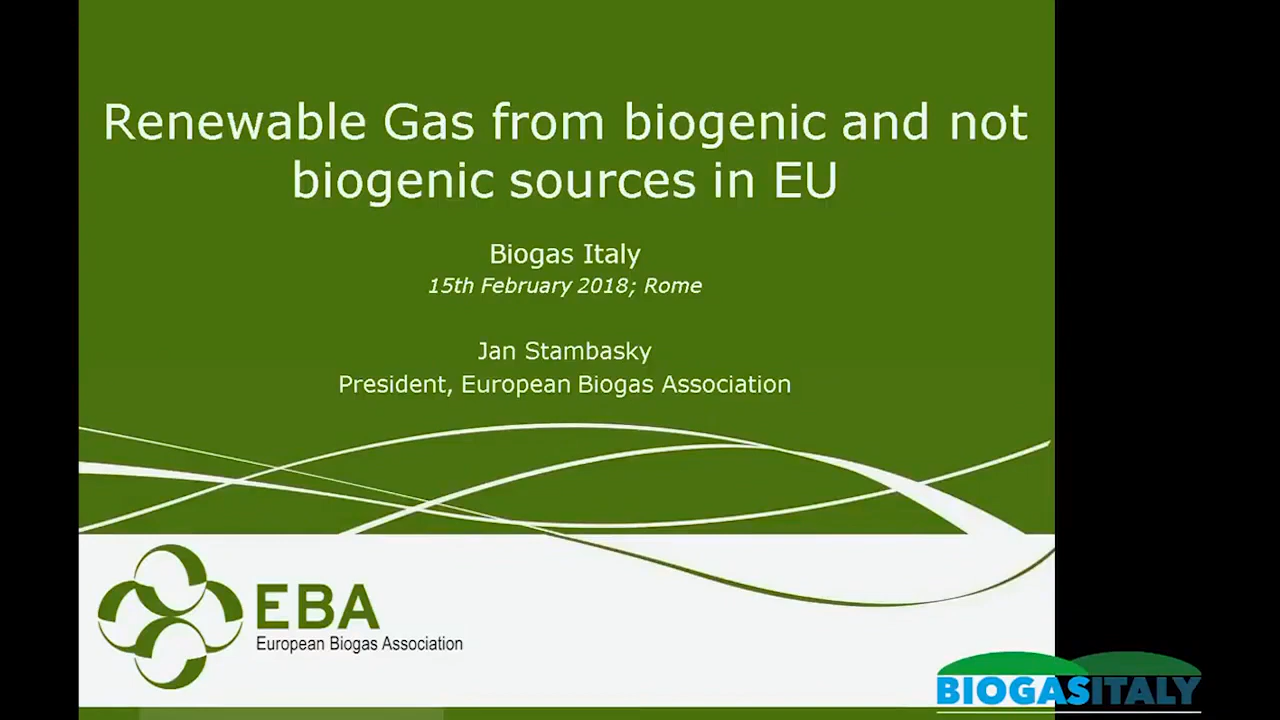 Renewable Gas from biogenic and not
biogenic sources in EU
Biogas Italy
15th February 2018; Rome
Jan Stambasky
President, European Biogas Association
EBA
European Biogas Association
BIOGASITALY